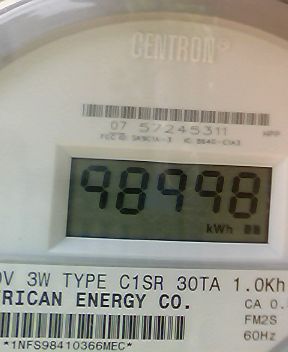 CENTRON®
07 57245311
HPP
98998
kWh
0V 3W TYPE C1SR 30TA 1.0Kh
RICAN ENERGY CO.
CA 0.
FM2S
60Hz
*1NFS98410366MEC*